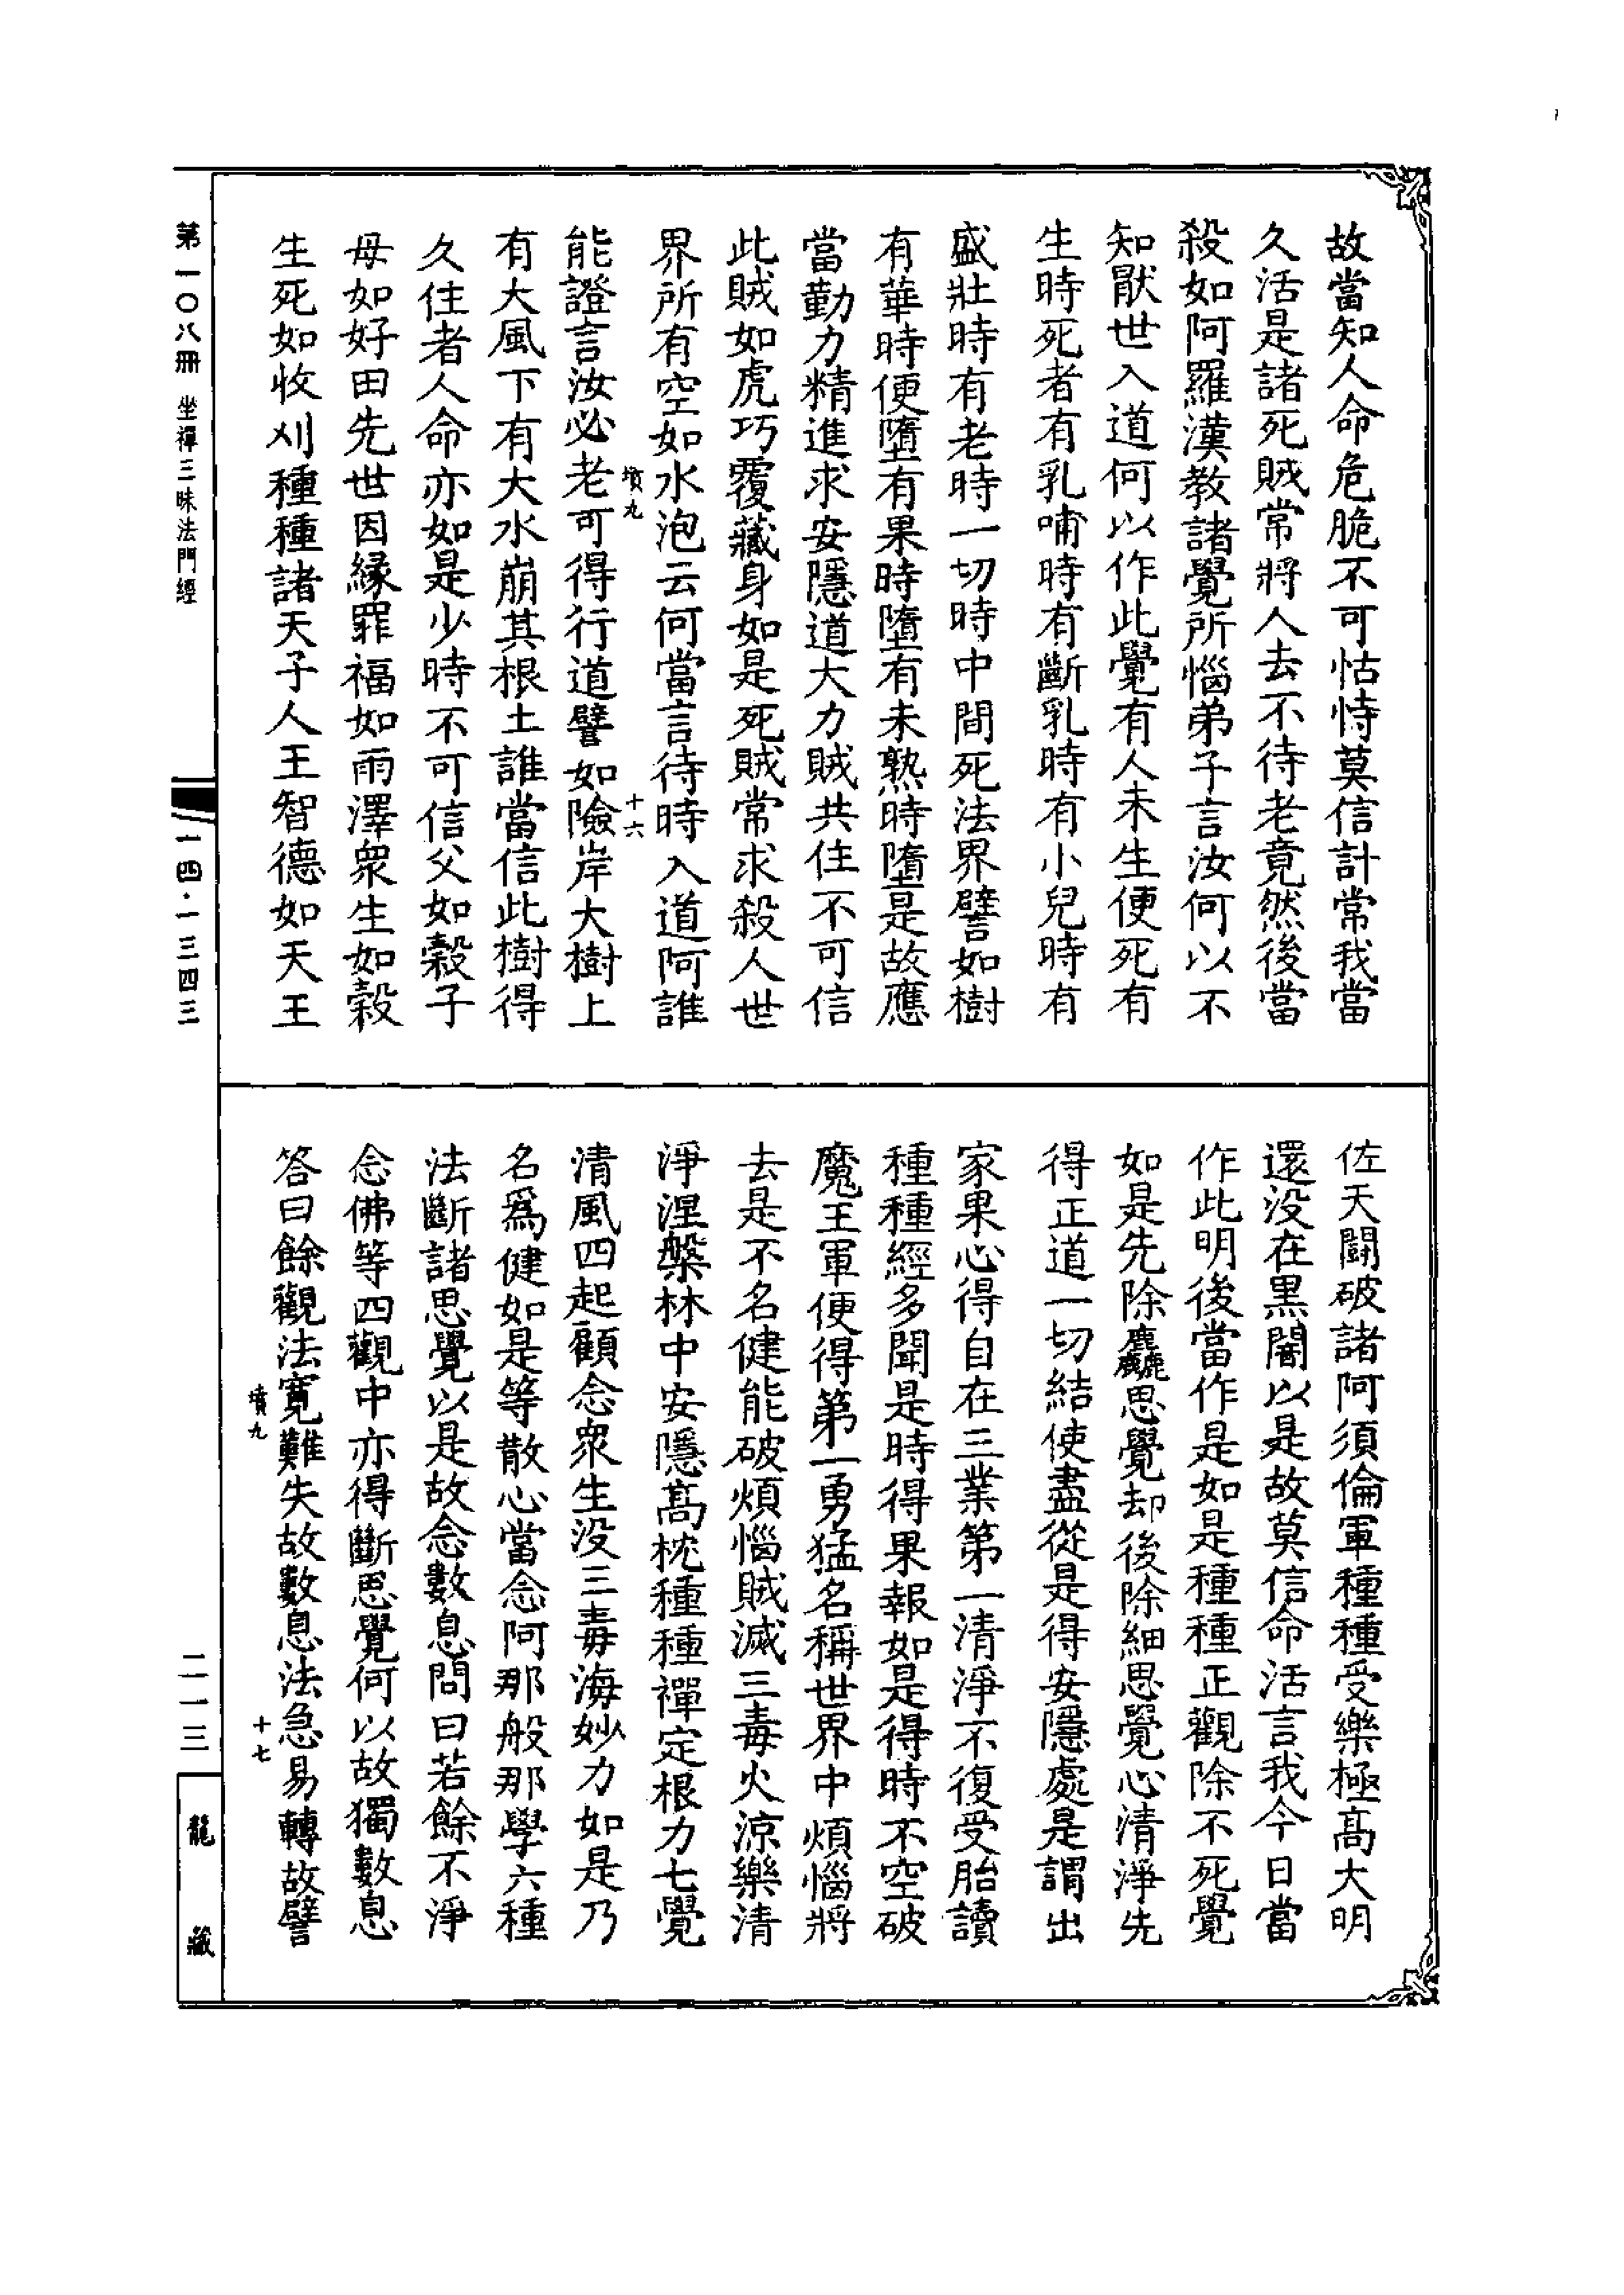 故當知人命危脆不可怙恃莫信計常我當
久活是諸死賊常將人去不待老竟然後當
殺如阿羅漢教諸覺所惱弟子言汝何以不
知厭世入道何以作此覺有人未生便死有
生時死者有乳哺時有斷乳時有小兒時有
盛壯時有老時一切時中間死法界譬如樹
有華時便墮有果時墮有未熟時墮是故應
當勤力精進求安隱道大力賊共住不可信
此賊如虎巧覆藏身如是死賊常求殺人世
界所有空如水泡云何當言待時入道阿誰
墳九
十六
能證言汝必老可得行道譬如險岸大樹上
有大風下有大水崩其根土誰當信此樹得
久住者人命亦如是少時不可信父如穀子
母如好田先世因緣罪福如雨澤衆生如穀
生死如收刈種種諸天子人王智德如天王
佐天鬪破諸阿須倫軍種種受樂極高大明
還没在黑闇以是故莫信命活言我今日當
作此明後當作是如是種種正觀除不死覺
如是先除麤思覺却後除細思覺心清淨先
得正道一切結使盡從是得安隱處是謂出
家果心得自在三業第一清淨不復受胎讀
種種經多聞是時得果報如是得時不空破
魔王軍便得第一勇猛名稱世界中煩惱將
去是不名健能破煩惱賊滅三毒火涼樂清
淨涅槃林中安隱高枕種種禪定根力七覺
清風四起顧念衆生没三毒海妙力如是乃
名爲健如是等散心當念阿那般那學六種
法斷諸思覺以是故念數息問曰若餘不淨
念佛等四觀中亦得斷思覺何以故獨數息
答曰餘觀法寬難失故數息法急易轉故譬
墳九
十七
第一〇八冊 坐禪三昧法門經
一四·一三四三
二一三
龍藏